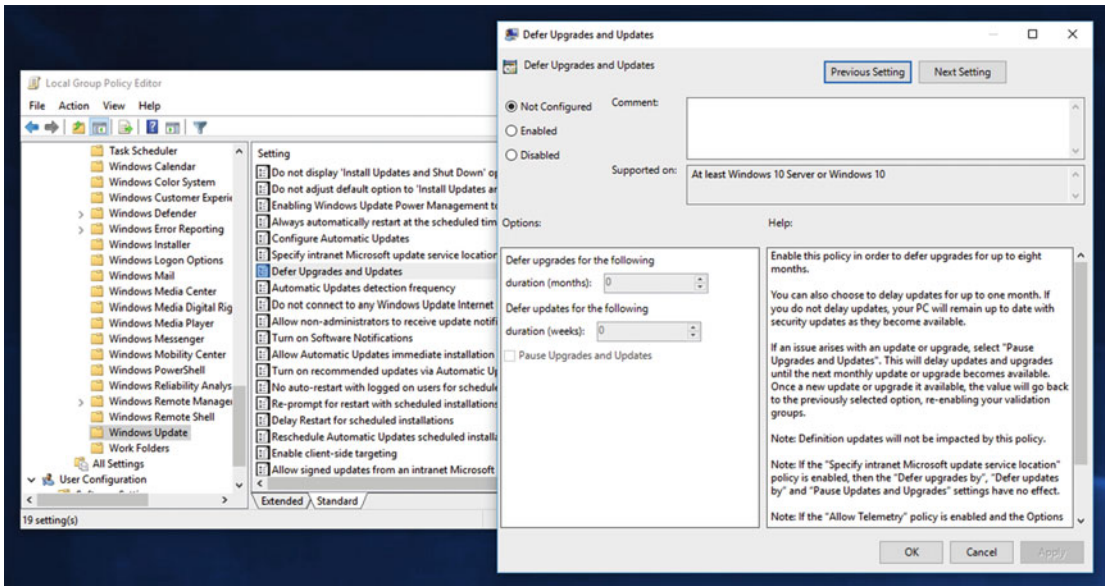 Local Group Policy Editor
File Action View Help
Task Scheduler
Windows Calendar
Windows Color System
Windows Customer Experi
Windows Defender
Windows Error Reporting
Windows Installer
Windows Logon Options
Windows Mail
Windows Media Center
Windows Media Digital Rig
Windows Media Player
Windows Messenger
Windows Mobility Center
Windows PowerShell
Windows Reliability Analys
Windows Remote Manage
Windows Remote Shell
Windows Update
Work Folders
All Settings
User Configuration
Setting
Do not display 'Install Updates and Shut Down' op
Do not adjust default option to 'Install Updates an
Enabling Windows Update Power Management to
Always automatically restart at the scheduled tim
Configure Automatic Updates
Specify intranet Microsoft update service location
Defer Upgrades and Updates
Automatic Updates detection frequency
Do not connect to any Windows Update Internet
Allow non-administrators to receive update notifi
Turn on Software Notifications
Allow Automatic Updates immediate installation
Turn on recommended updates via Automatic Up
No auto-restart with logged on users for schedule
Re-prompt for restart with scheduled installations
Delay Restart for scheduled installations
Reschedule Automatic Updates scheduled installa
Enable client-side targeting
Allow signed updates from an intranet Microsoft
Extended Standard
19 setting(s)
Defer Upgrades and Updates
Defer Upgrades and Updates
Previous Setting Next Setting
Not Configured
Enabled
Disabled
Comment:
Supported on:
At least Windows 10 Server or Windows 10
Options:
Help:
Defer upgrades for the following
duration (months): 0
Defer updates for the following
duration (weeks): 0
Pause Upgrades and Updates
Enable this policy in order to defer upgrades for up to eight
months.
You can also choose to delay updates for up to one month. If
you do not delay updates, your PC will remain up to date with
security updates as they become available.
If an issue arises with an update or upgrade, select "Pause
Upgrades and Updates". This will delay updates and upgrades
until the next monthly update or upgrade becomes available.
Once a new update or upgrade it available, the value will go back
to the previously selected option, re-enabling your validation
groups.
Note: Definition updates will not be impacted by this policy.
Note: If the "Specify intranet Microsoft update service location"
policy is enabled, then the "Defer upgrades by", "Defer updates
by" and "Pause Updates and Upgrades" settings have no effect.
Note: If the "Allow Telemetry" policy is enabled and the Options
OK Cancel Apply